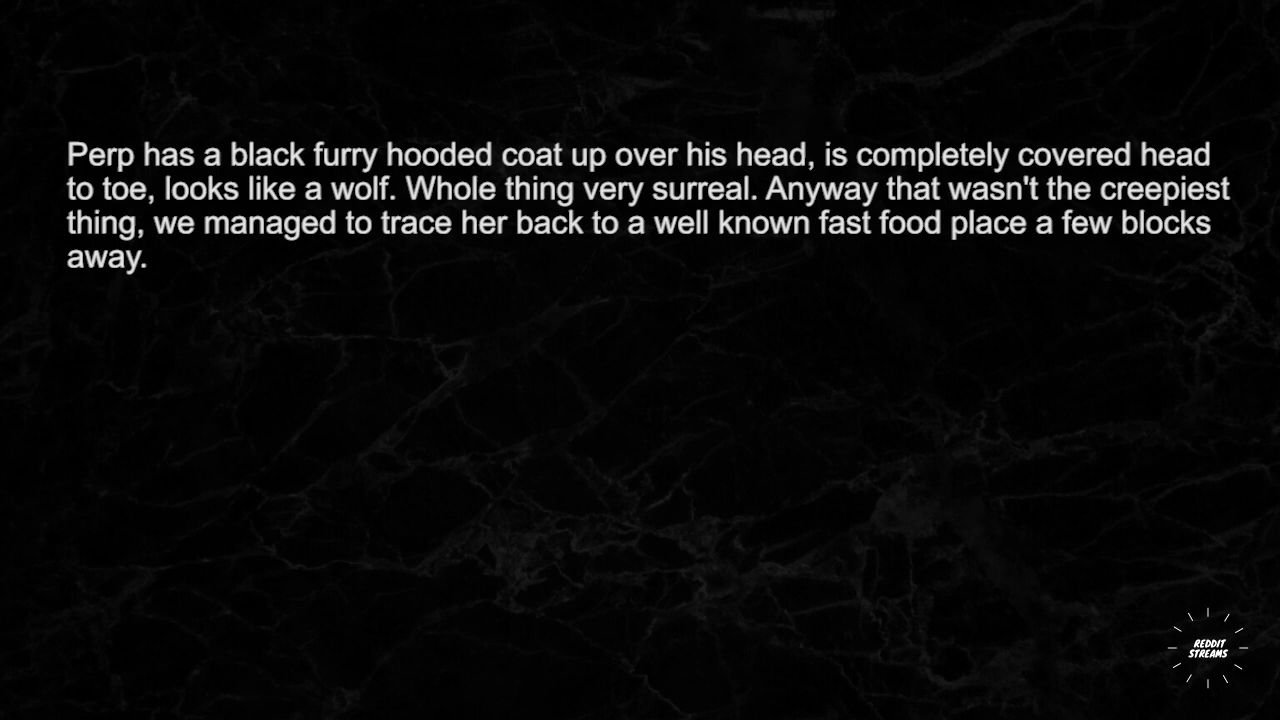 Perp has a black furry hooded coat up over his head, is completely covered head
to toe, looks like a wolf. Whole thing very surreal. Anyway that wasn't the creepiest
thing, we managed to trace her back to a well known fast food place a few blocks
away.
REDDIT
STREAMS